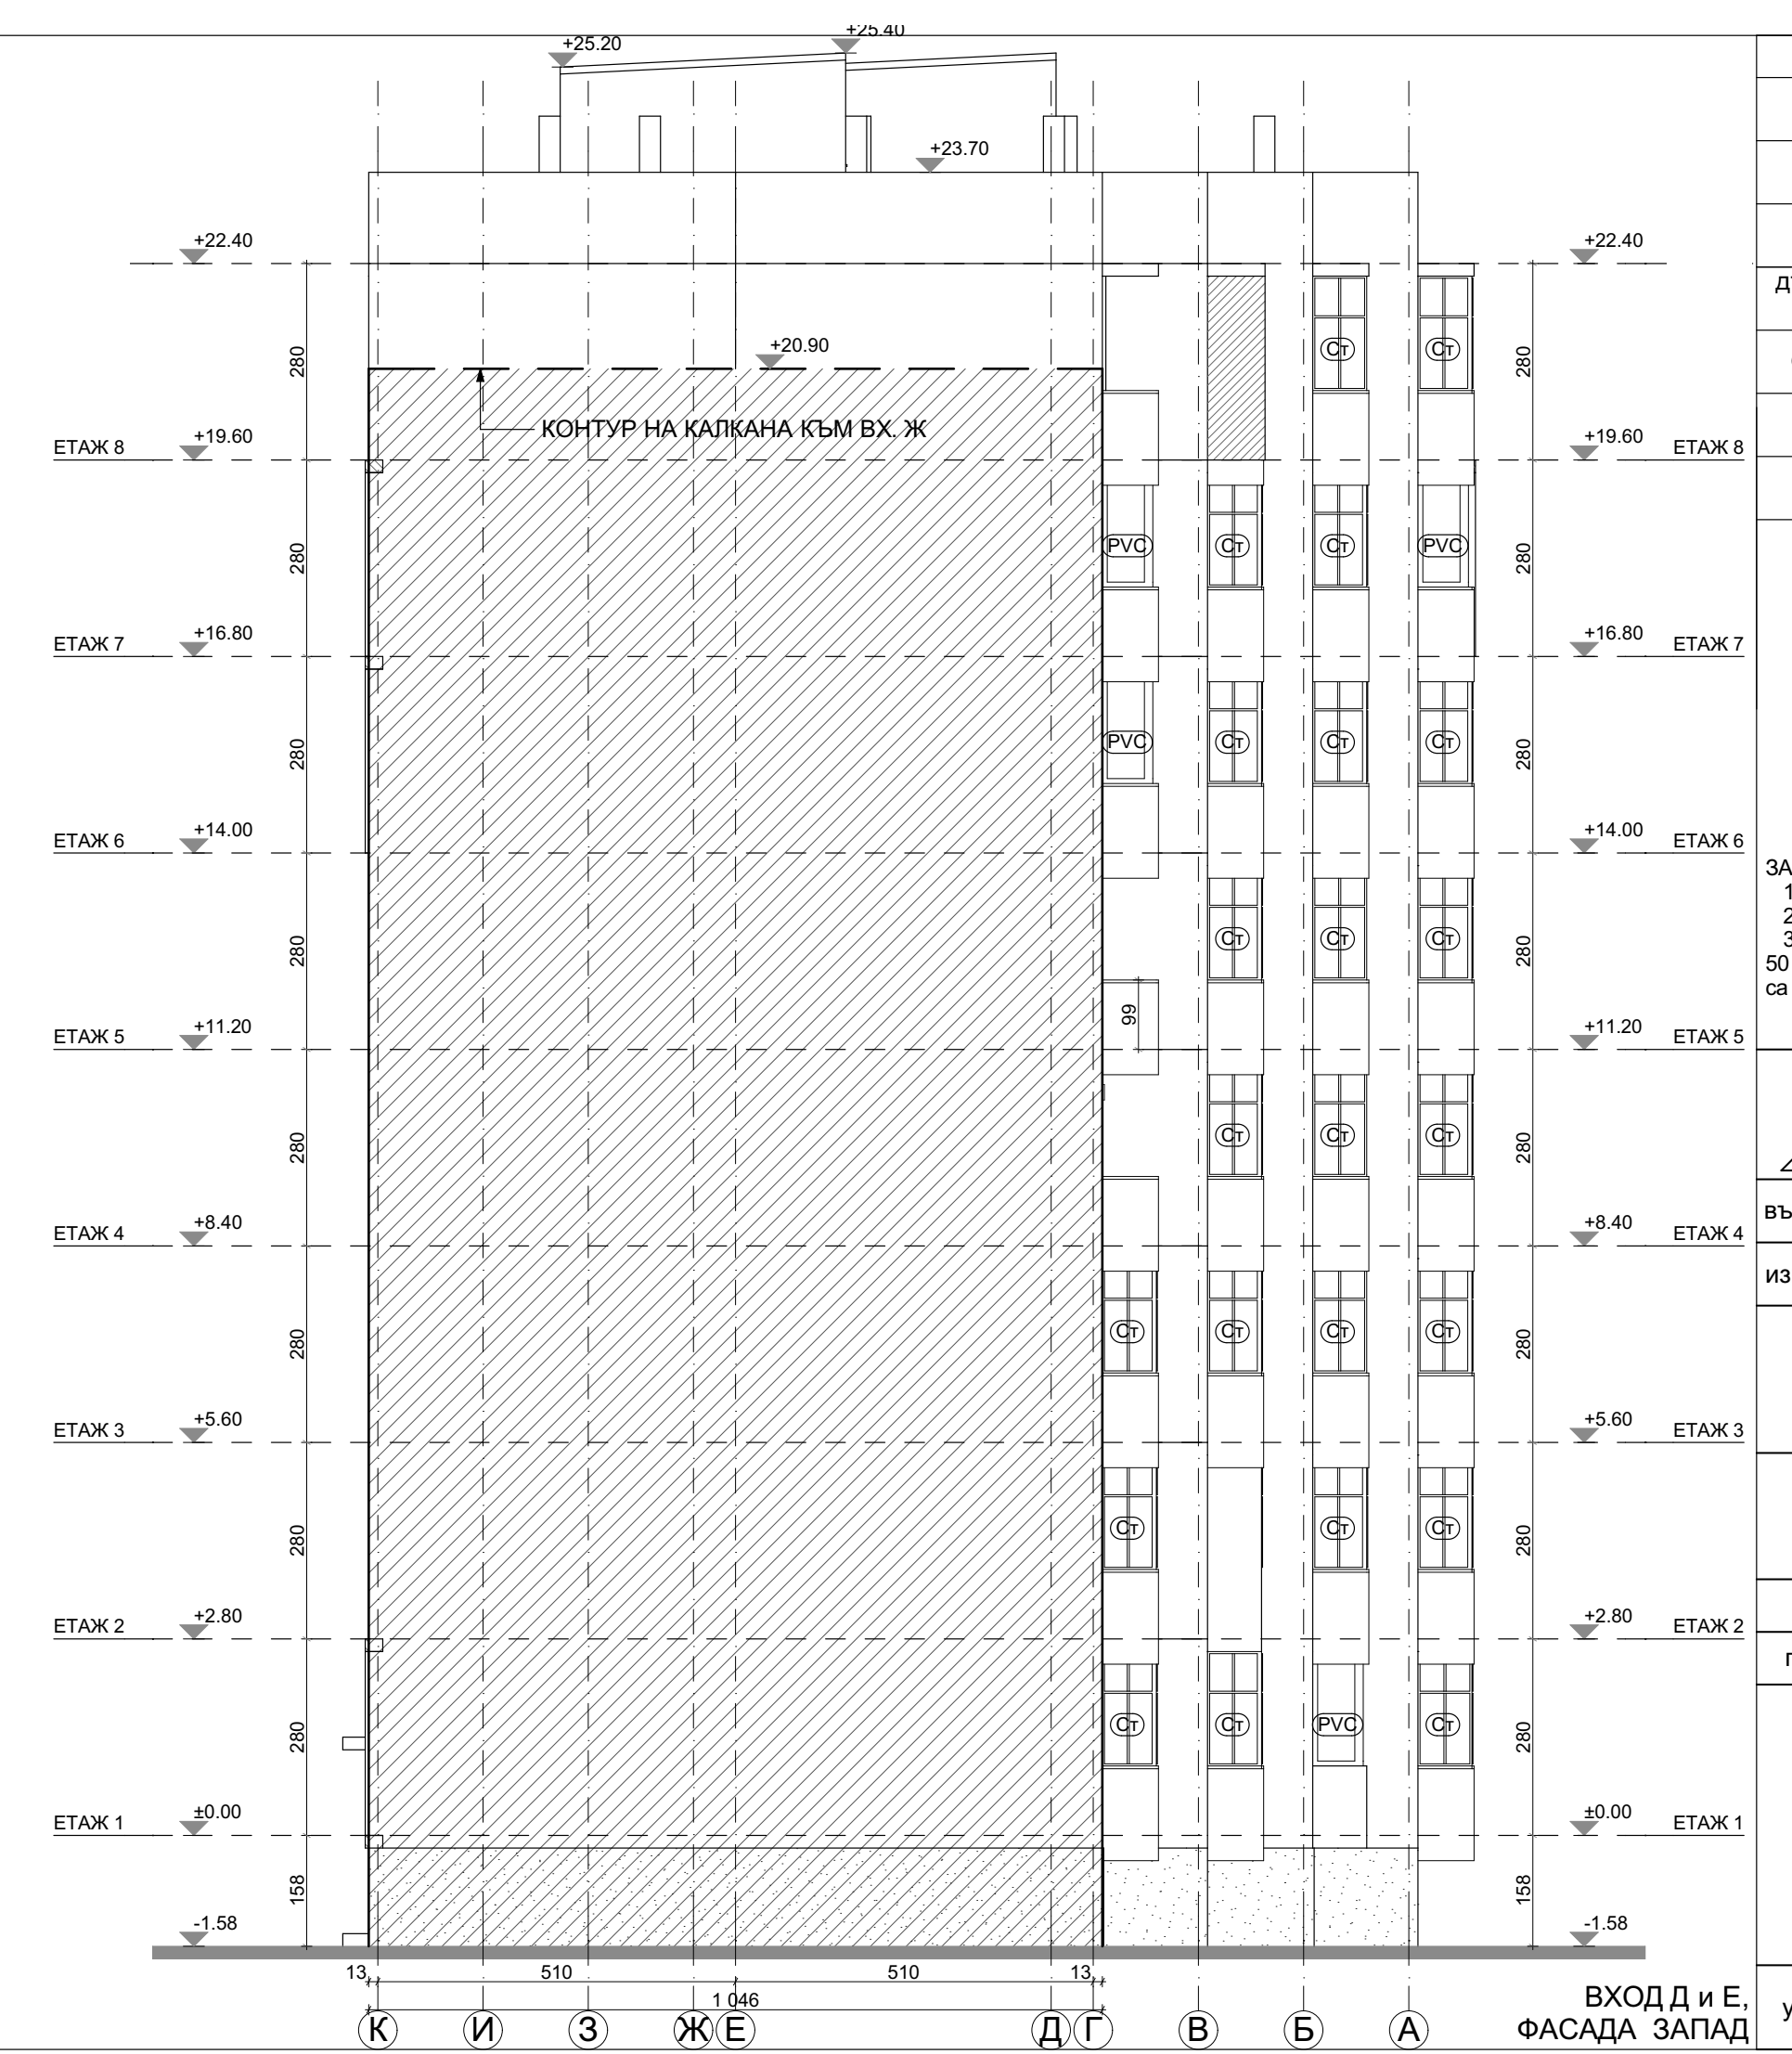 +25.20
+25.40
+23.70
+22.40
+22.40
280
+20.90
280
КОНТУР НА КАЛКАНА КЪМ ВХ. Ж
Ст
Ст
ЕТАЖ 8
+19.60
+19.60
ЕТАЖ 8
280
PVC
Ст
Ст
PVC
280
ЕТАЖ 7
+16.80
+16.80
ЕТАЖ 7
280
PVC
Ст
Ст
Ст
280
ЕТАЖ 6
+14.00
+14.00
ЕТАЖ 6
280
Ст
Ст
Ст
280
50
са
99
ЕТАЖ 5
+11.20
+11.20
ЕТАЖ 5
280
Ст
Ст
Ст
280
ЕТАЖ 4
+8.40
+8.40
ЕТАЖ 4
280
Ст
Ст
Ст
Ст
280
ЕТАЖ 3
+5.60
+5.60
ЕТАЖ 3
280
Ст
Ст
Ст
280
ЕТАЖ 2
+2.80
+2.80
ЕТАЖ 2
280
Ст
Ст
PVC
Ст
280
ЕТАЖ 1
±0.00
±0.00
ЕТАЖ 1
158
158
-1.58
-1.58
13
510
510
13
1 046
К
И
З
Ж
Е
Д
Г
В
Б
А
ВХОД Д и Е,
ФАСАДА ЗАПАД